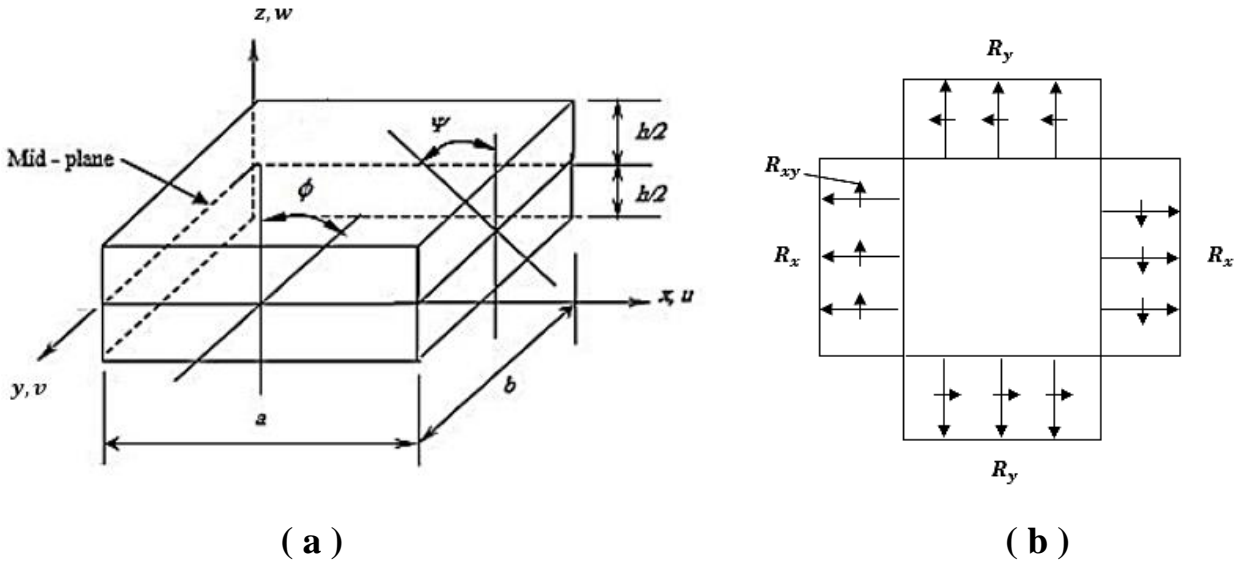 z, w
Mid - plane
ϕ
Ψ
h/2
h/2
x, u
y, v
a
b
( a )
R_y
R_xy
R_x
R_x
R_y
( b )